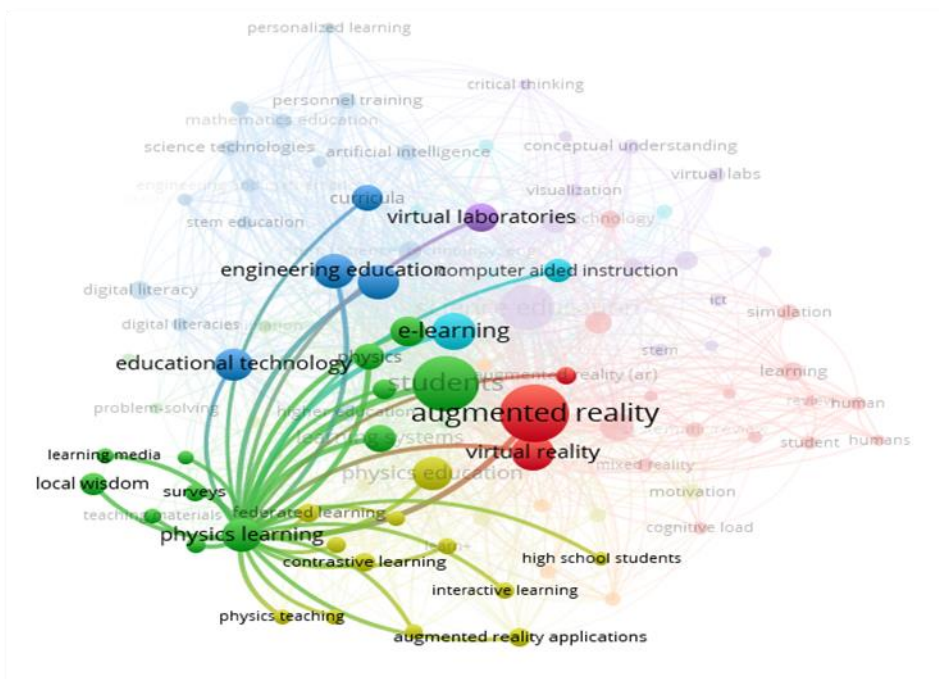 personalized learning
critical thinking
personnel training
mathematics education
science technologies
artificial intelligence
conceptual understanding
virtual labs
visualization
curricula
virtual laboratories
technology
stem education
engineering education
computer aided instruction
digital literacy
ict
simulation
digital literacies
e-learning
stem
physics
educational technology
augmented reality (ar)
learning
students
human
problem-solving
higher education
augmented reality
humans
learning systems
student
learning media
virtual reality
mixed reality
local wisdom
surveys
physics education
motivation
teaching materials
federated learning
cognitive load
physics learning
contrastive learning
high school students
interactive learning
physics teaching
augmented reality applications